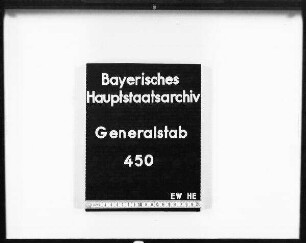 Bayerisches
Hauptstaatsarchiv
Generalstab
450
EW HE